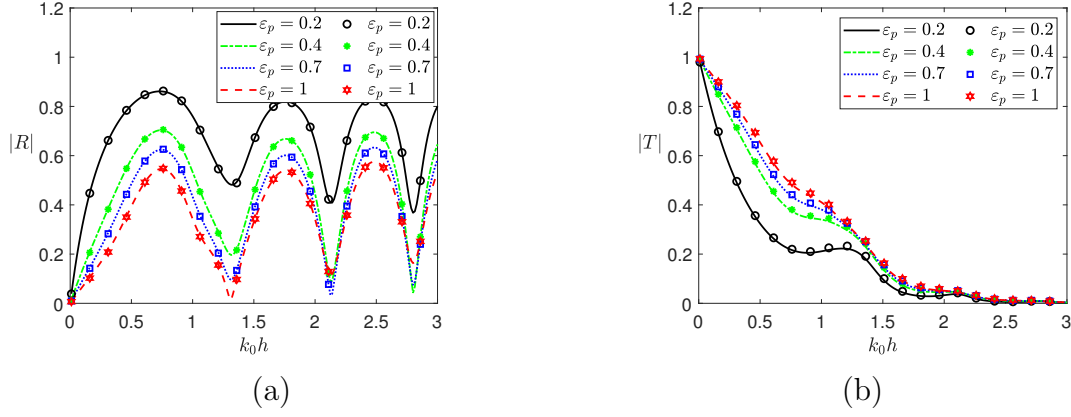 εp = 0.2 εp = 0.2
εp = 0.4 εp = 0.4
εp = 0.7 εp = 0.7
εp = 1 εp = 1
|R|
1.2
1
0.8
0.6
0.4
0.2
0
0 0.5 1 1.5 2 2.5 3
k0h
(a)
εp = 0.2 εp = 0.2
εp = 0.4 εp = 0.4
εp = 0.7 εp = 0.7
εp = 1 εp = 1
|T|
1.2
1
0.8
0.6
0.4
0.2
0
0 0.5 1 1.5 2 2.5 3
k0h
(b)